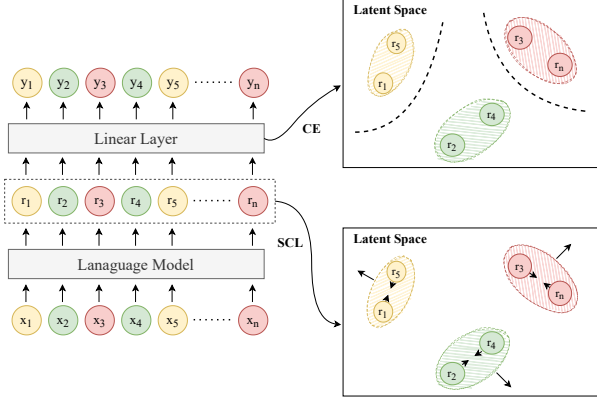 y1 y2 y3 y4 y5 ········ yn
Linear Layer
r1 r2 r3 r4 r5 ······ rn
Lanaguage Model
x1 x2 x3 x4 x5 ········ xn
CE
SCL
Latent Space
r5
r1
r3
rn
r4
r2
Latent Space
r5
r1
r3
rn
r4
r2